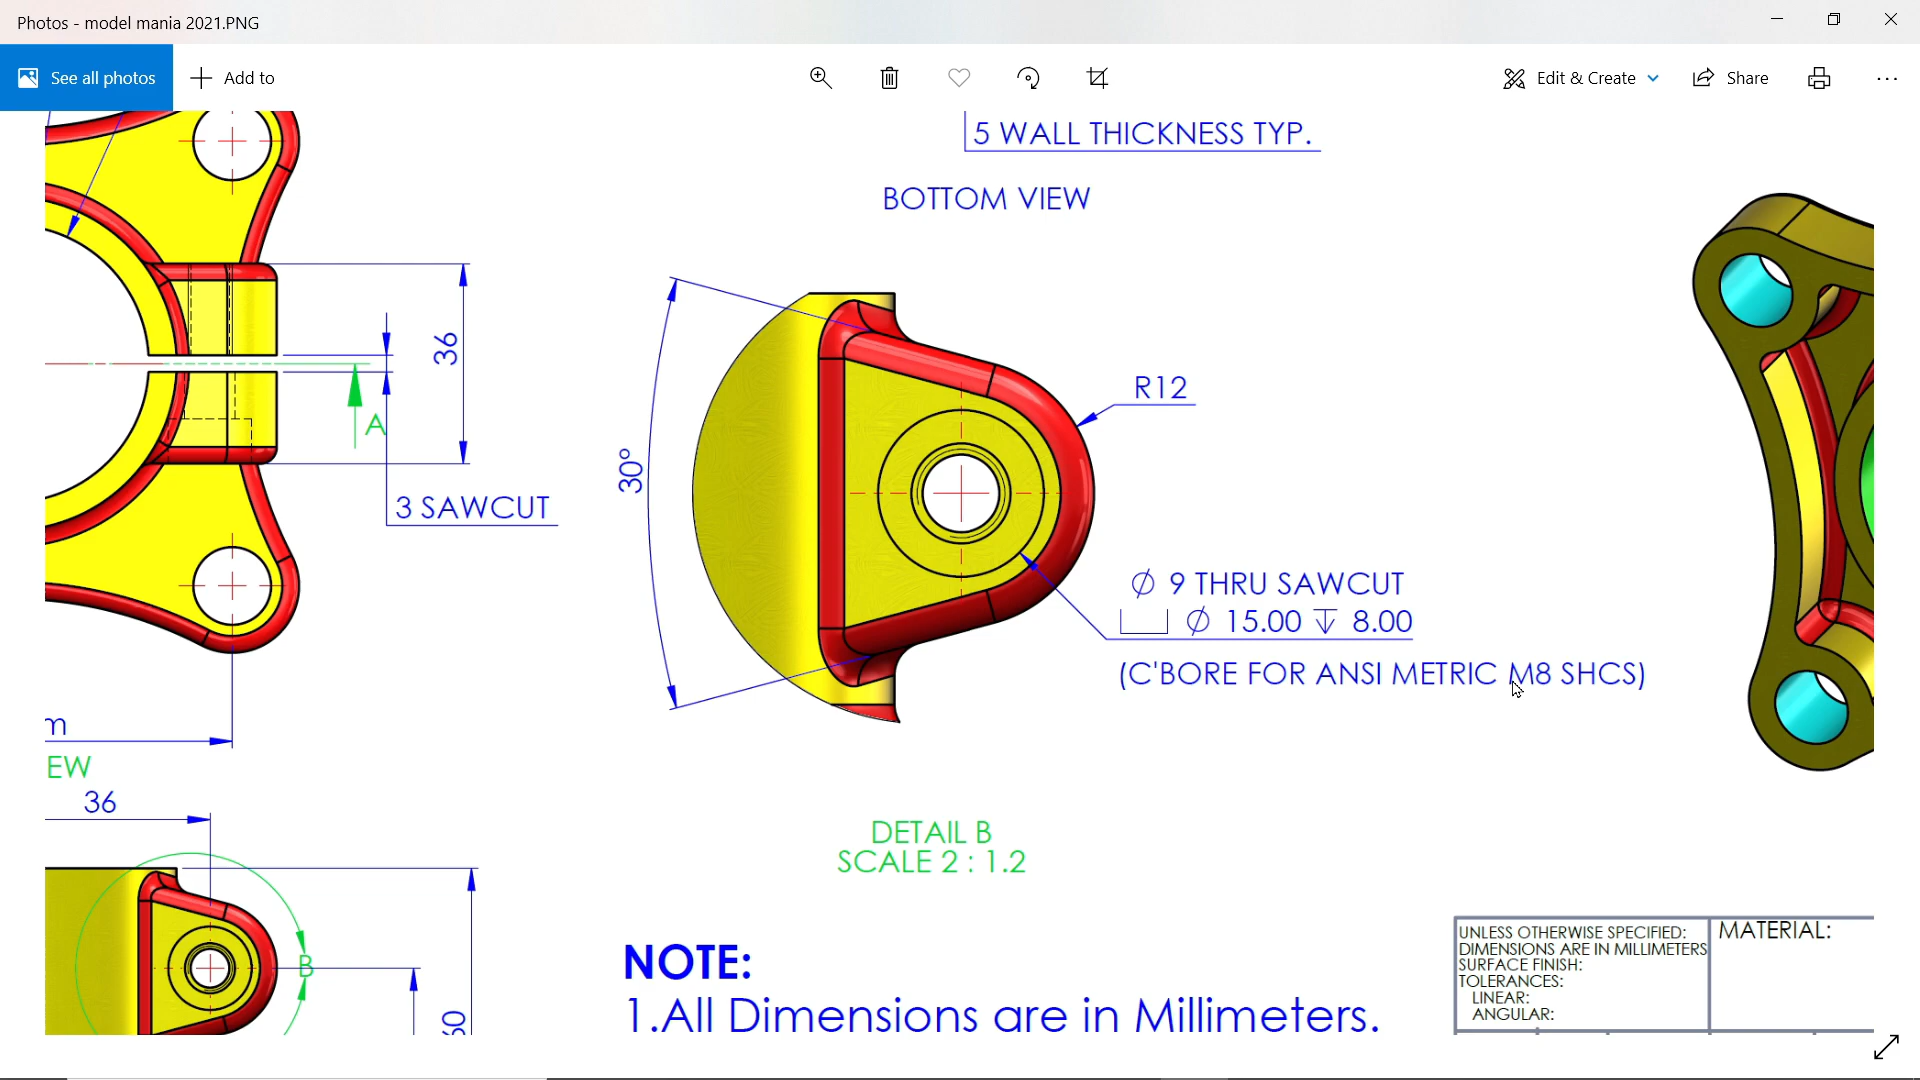 Photos - model mania 2021.PNG
See all photos
Add to
Edit & Create
Share
5 WALL THICKNESS TYP.
BOTTOM VIEW
36
A
3 SAWCUT
30°
R12
∅ 9 THRU SAWCUT
⌴ ∅ 15.00 ↧ 8.00
(C'BORE FOR ANSI METRIC M8 SHCS)
m
EW
36
B
DETAIL B
SCALE 2 : 1.2
NOTE:
1.All Dimensions are in Millimeters.
UNLESS OTHERWISE SPECIFIED:
DIMENSIONS ARE IN MILLIMETERS
SURFACE FINISH:
TOLERANCES:
LINEAR:
ANGULAR:
MATERIAL: